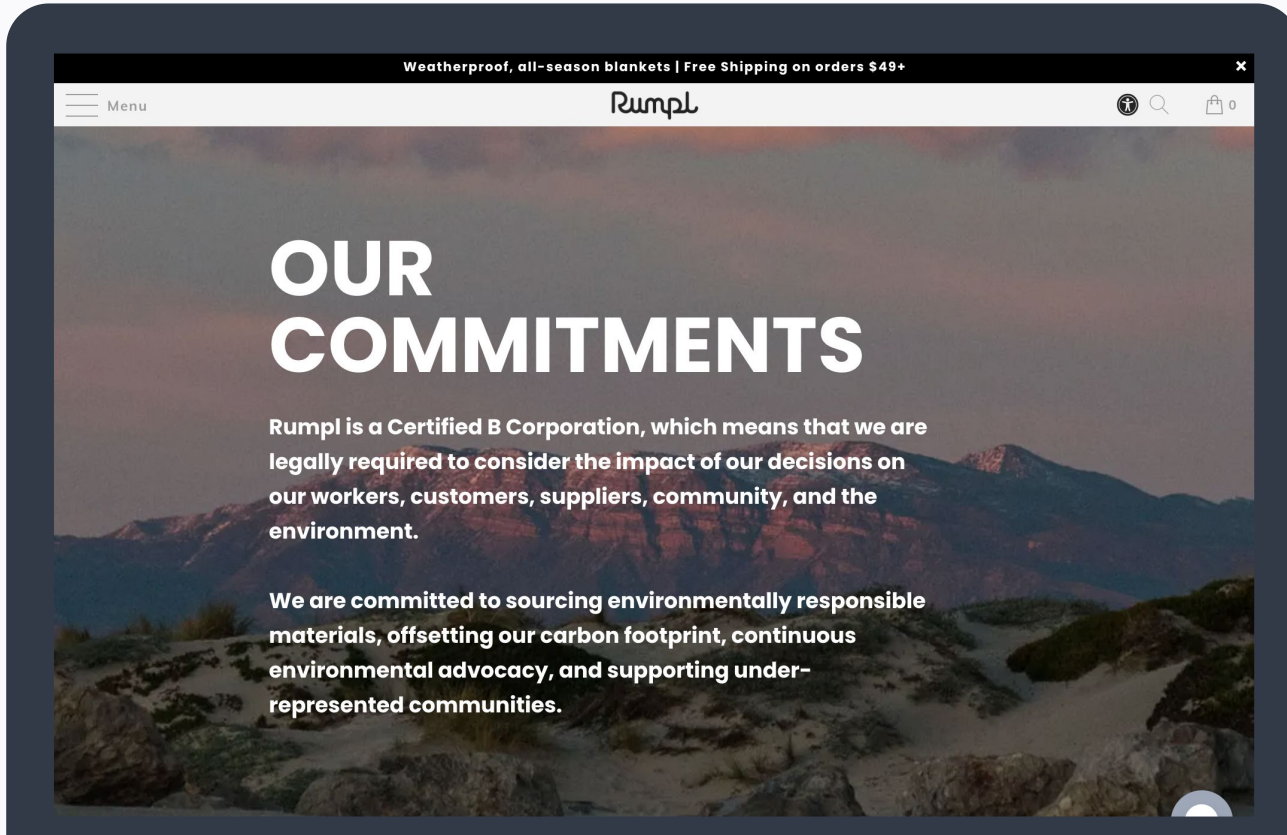 Weatherproof, all-season blankets | Free Shipping on orders $49+
Menu
Rumpl
0
OUR
COMMITMENTS
Rumpl is a Certified B Corporation, which means that we are
legally required to consider the impact of our decisions on
our workers, customers, suppliers, community, and the
environment.
We are committed to sourcing environmentally responsible
materials, offsetting our carbon footprint, continuous
environmental advocacy, and supporting under-
represented communities.